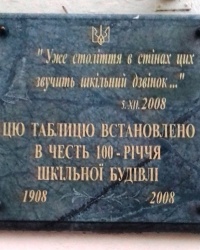 "Уже століття в стінах цих
звучить шкільний дзвінок..."
5.XII.2008
ЦЮ ТАБЛИЦЮ ВСТАНОВЛЕНО
В ЧЕСТЬ 100-РІЧЧЯ
ШКІЛЬНОЇ БУДІВЛІ
1908 2008